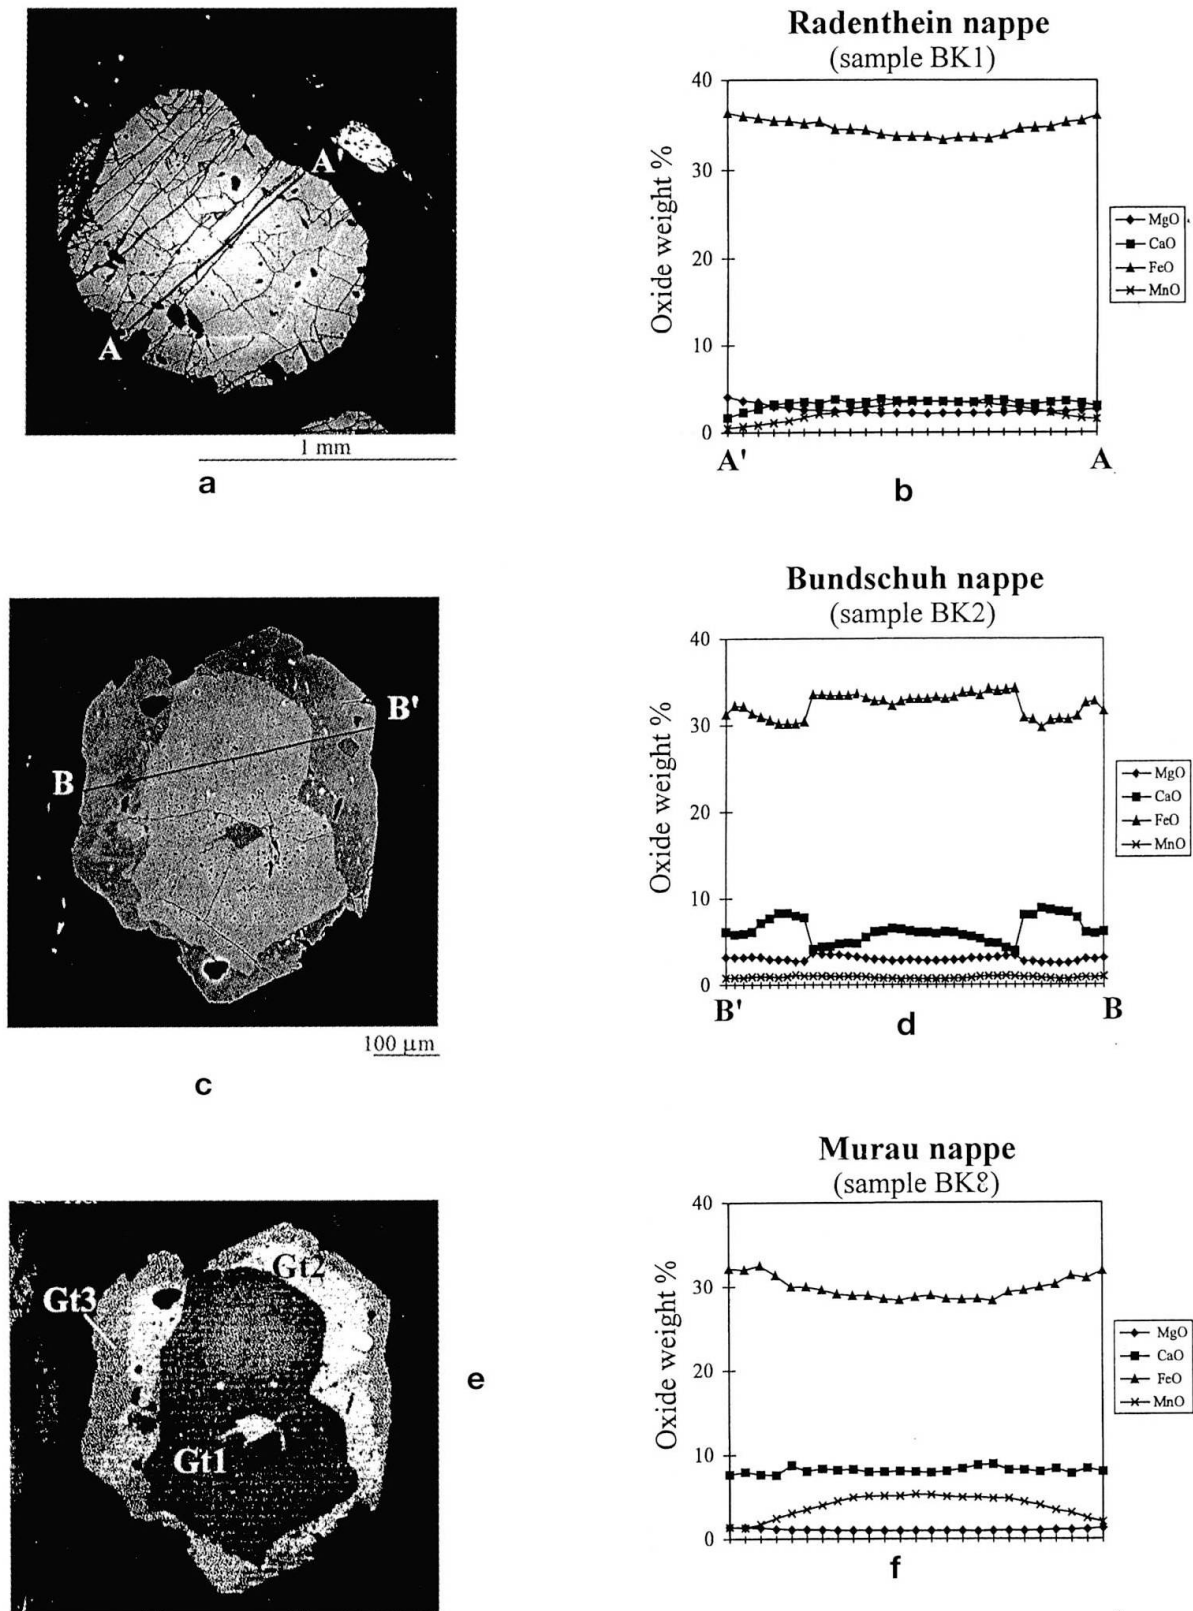 A
A'
1 mm
a
Radenthein nappe
(sample BK1)
Oxide weight %
40
30
20
10
0
A'
A
MgO
CaO
FeO
MnO
b
B
B'
100 µm
c
Bundschuh nappe
(sample BK2)
Oxide weight %
40
30
20
10
0
B'
B
MgO
CaO
FeO
MnO
d
Gt3
Gt2
Gt1
e
Murau nappe
(sample BK8)
Oxide weight %
40
30
20
10
0
MgO
CaO
FeO
MnO
f